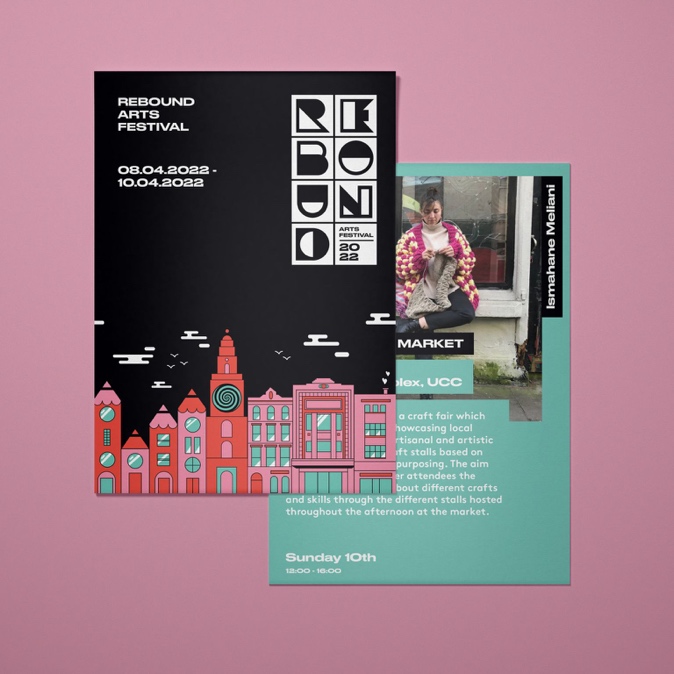 REBOUND
ARTS
FESTIVAL
08.04.2022 -
10.04.2022
RE
BO
UN
D
ARTS
FESTIVAL
20
22
Ismahane Meliani
MARKET
plex, UCC
a craft fair which
howcasing local
rtisanal and artistic
ft stalls based on
purposing. The aim
er attendees the
bout different crafts
and skills through the different stalls hosted
throughout the afternoon at the market.
Sunday 10th
12:00 - 16:00